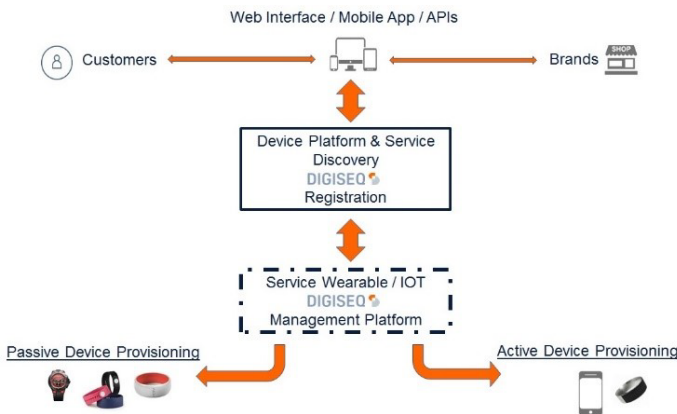 Web Interface / Mobile App / APIs
Customers
SHOP
Brands
Device Platform & Service
Discovery
DIGISEQ
Registration
Service Wearable / IOT
DIGISEQ
Management Platform
Passive Device Provisioning
Active Device Provisioning